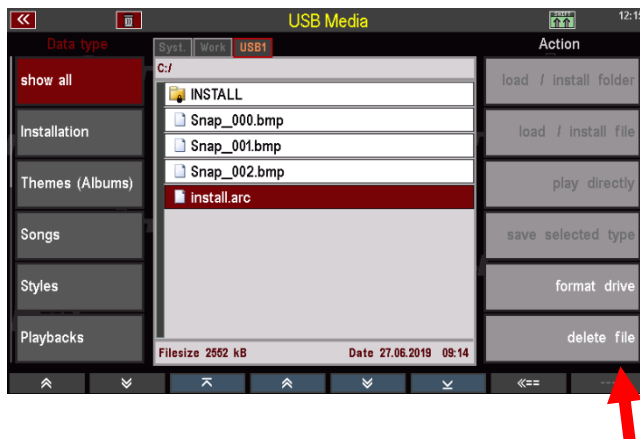 USB Media
SHIFT
12:1
Data type
Syst. Work USB1
Action
C:/
show all
Installation
Themes (Albums)
Songs
Styles
Playbacks
INSTALL
Snap_000.bmp
Snap_001.bmp
Snap_002.bmp
install.arc
Filesize 2552 kB Date 27.06.2019 09:14
load / install folder
load / install file
play directly
save selected type
format drive
delete file
«==